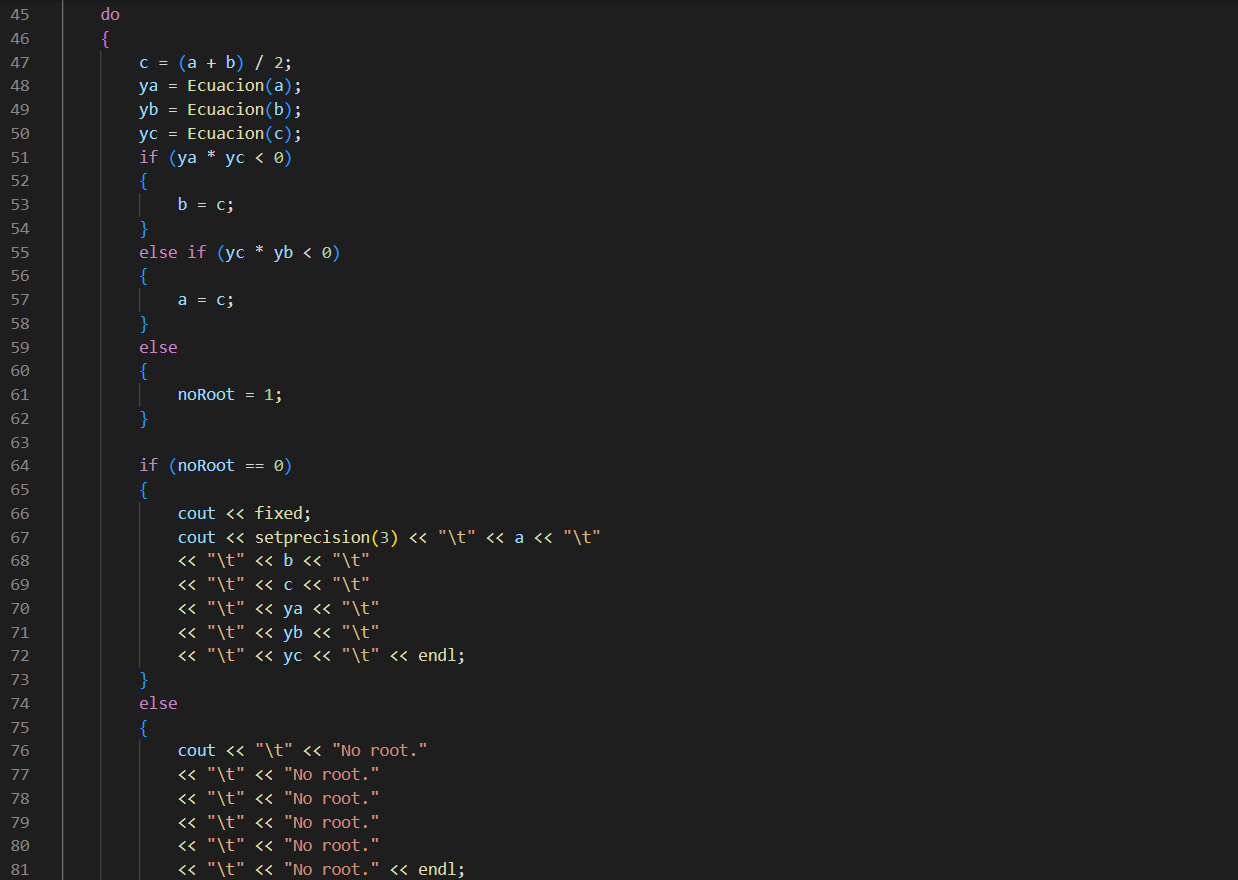 45 do
46 {
47 c = (a + b) / 2;
48 ya = Ecuacion(a);
49 yb = Ecuacion(b);
50 yc = Ecuacion(c);
51 if (ya * yc < 0)
52 {
53 b = c;
54 }
55 else if (yc * yb < 0)
56 {
57 a = c;
58 }
59 else
60 {
61 noRoot = 1;
62 }
63
64 if (noRoot == 0)
65 {
66 cout << fixed;
67 cout << setprecision(3) << "\t" << a << "\t"
68 << "\t" << b << "\t"
69 << "\t" << c << "\t"
70 << "\t" << ya << "\t"
71 << "\t" << yb << "\t"
72 << "\t" << yc << "\t" << endl;
73 }
74 else
75 {
76 cout << "\t" << "No root."
77 << "\t" << "No root."
78 << "\t" << "No root."
79 << "\t" << "No root."
80 << "\t" << "No root."
81 << "\t" << "No root." << endl;